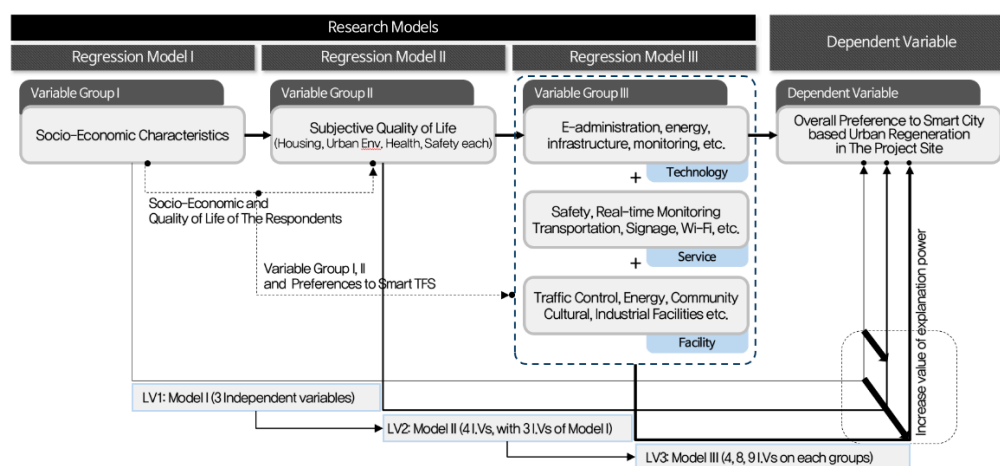 Research Models
Dependent Variable
Regression Model I
Regression Model II
Regression Model III
Variable Group I
Variable Group II
Variable Group III
Dependent Variable
Socio-Economic Characteristics
Subjective Quality of Life
(Housing, Urban Env, Health, Safety each)
E-administration, energy,
infrastructure, monitoring, etc.
Overall Preference to Smart City
based Urban Regeneration
in The Project Site
+
Technology
Socio-Economic and
Quality of Life of The Respondents
Safety, Real-time Monitoring
Transportation, Signage, Wi-Fi, etc.
+
Service
Variable Group I, II
and Preferences to Smart TFS
Traffic Control, Energy, Community
Cultural, Industrial Facilities etc.
Facility
Increase value of explanation power
LV1: Model I (3 Independent variables)
LV2: Model II (4 I.Vs, with 3 I.Vs of Model I)
LV3: Model III (4, 8, 9 I.Vs on each groups)